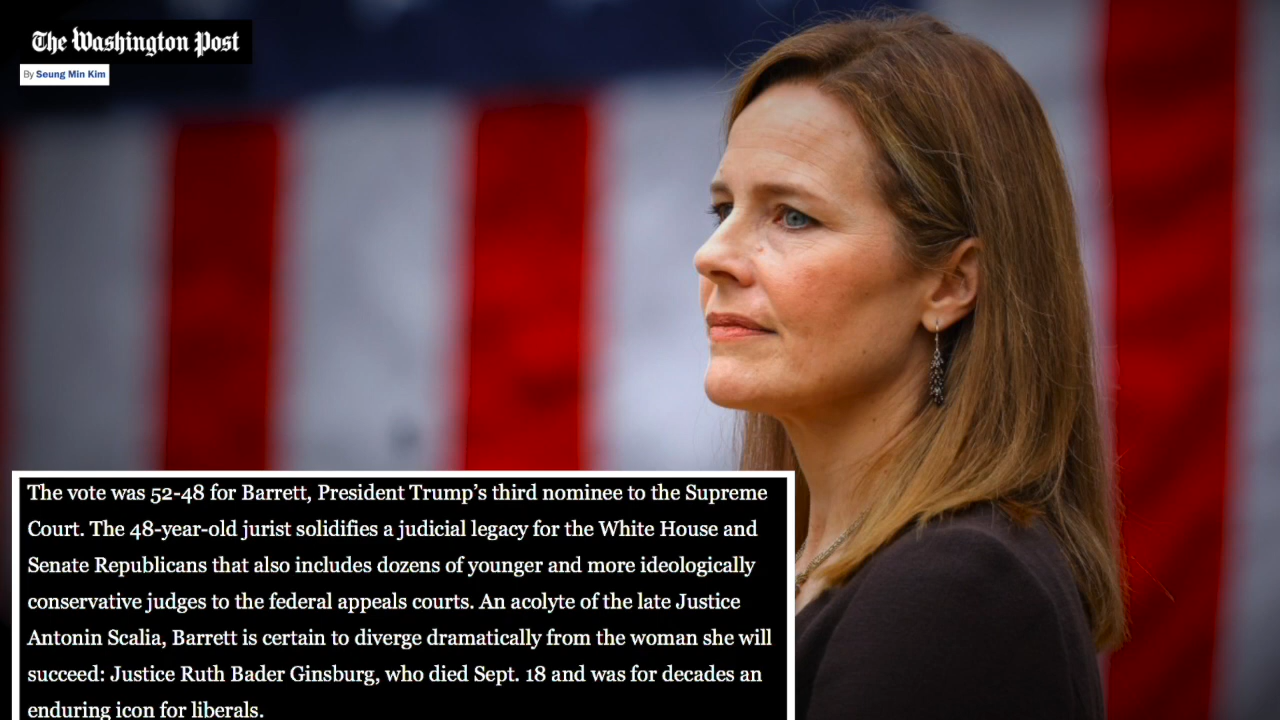 The Washington Post
By Seung Min Kim
The vote was 52-48 for Barrett, President Trump’s third nominee to the Supreme
Court. The 48-year-old jurist solidifies a judicial legacy for the White House and
Senate Republicans that also includes dozens of younger and more ideologically
conservative judges to the federal appeals courts. An acolyte of the late Justice
Antonin Scalia, Barrett is certain to diverge dramatically from the woman she will
succeed: Justice Ruth Bader Ginsburg, who died Sept. 18 and was for decades an
enduring icon for liberals.